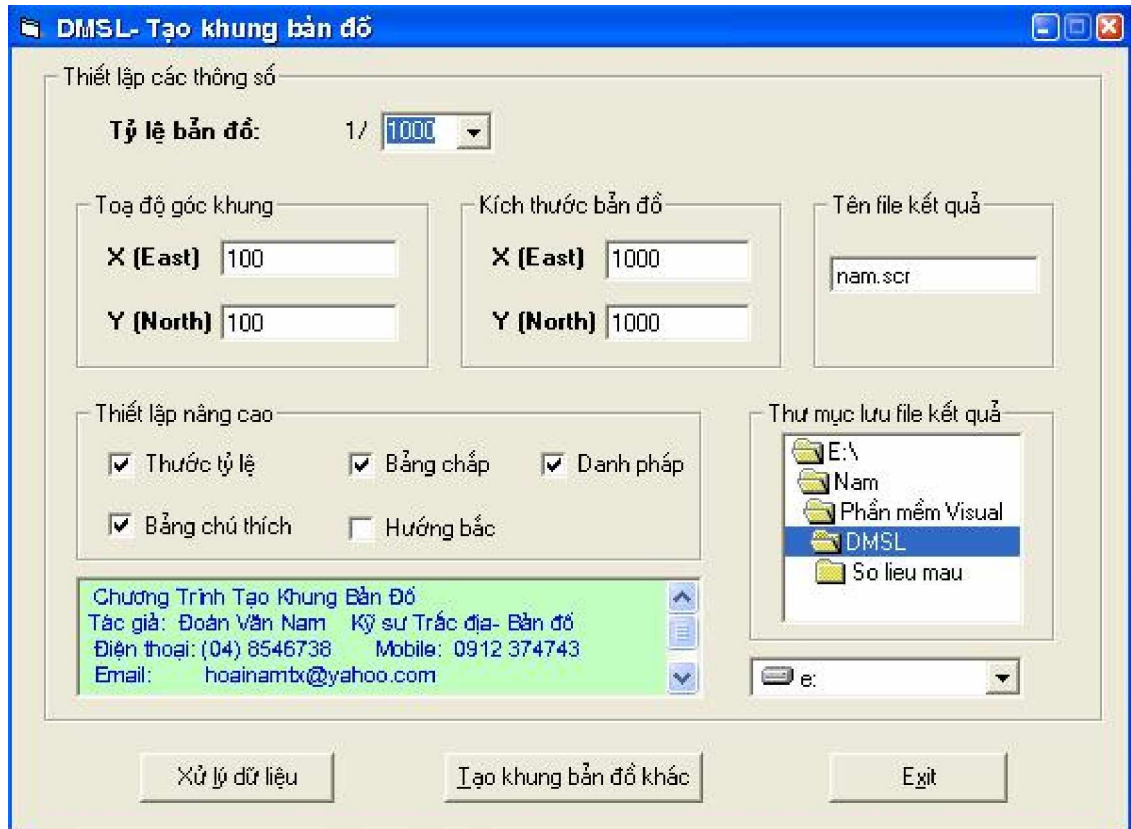 DMSL- Tạo khung bản đồ
Thiết lập các thông số
Tỷ lệ bản đồ: 1/ 1000
Toạ độ góc khung
X (East) 100
Y (North) 100
Kích thước bản đồ
X (East) 1000
Y (North) 1000
Tên file kết quả
nam.scr
Thiết lập nâng cao
Thước tỷ lệ Bảng chắp Danh pháp
Bảng chú thích Hướng bắc
Thư mục lưu file kết quả
E:\
Nam
Phần mềm Visual
DMSL
So lieu mau
Chương Trình Tạo Khung Bản Đồ
Tác giả: Đoàn Văn Nam Kỹ sư Trắc địa- Bản đồ
Điện thoại: (04) 8546738 Mobile: 0912 374743
Email: hoainamtx@yahoo.com
e:
Xử lý dữ liệu Tạo khung bản đồ khác Exit